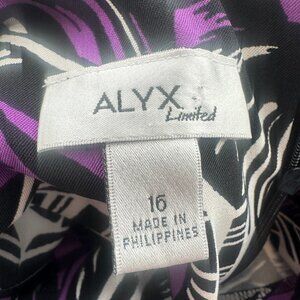 ALYX
Limited
16
MADE IN
PHILIPPINES